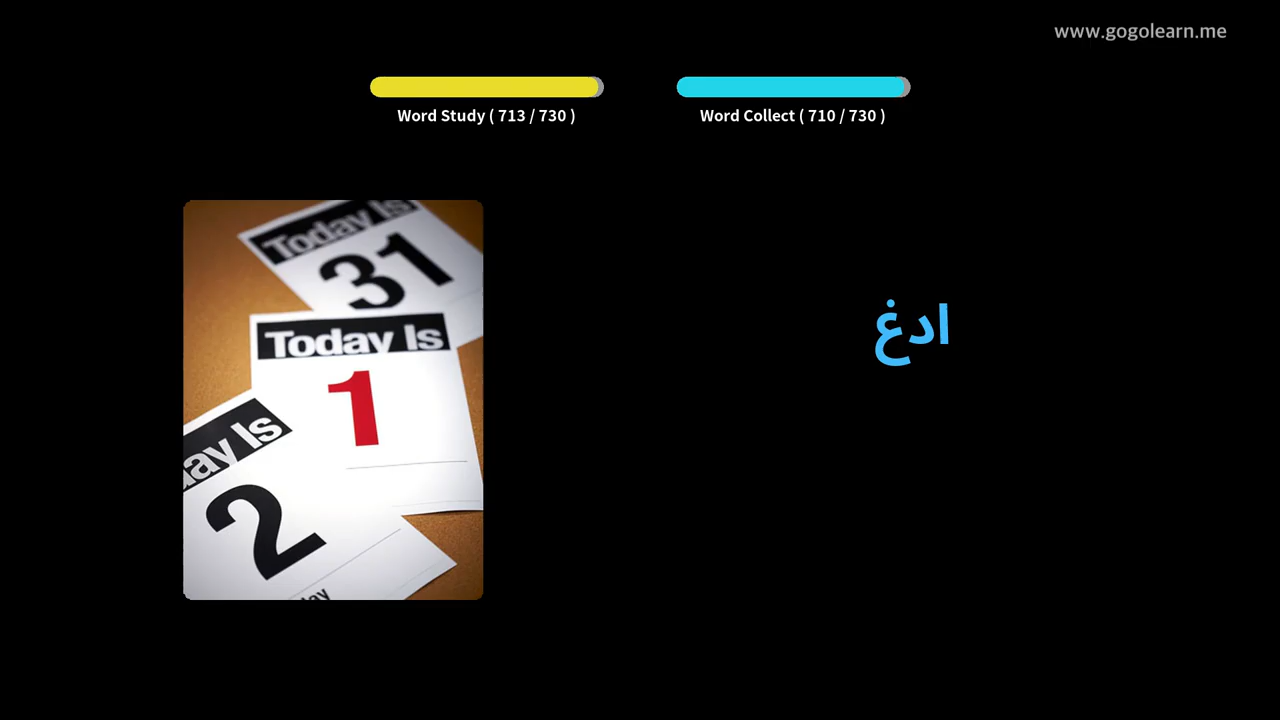 www.gogolearn.me
Word Study ( 713 / 730 )
Word Collect ( 710 / 730 )
Today Is
31
Today Is
1
ay Is
2
ay
ادغ